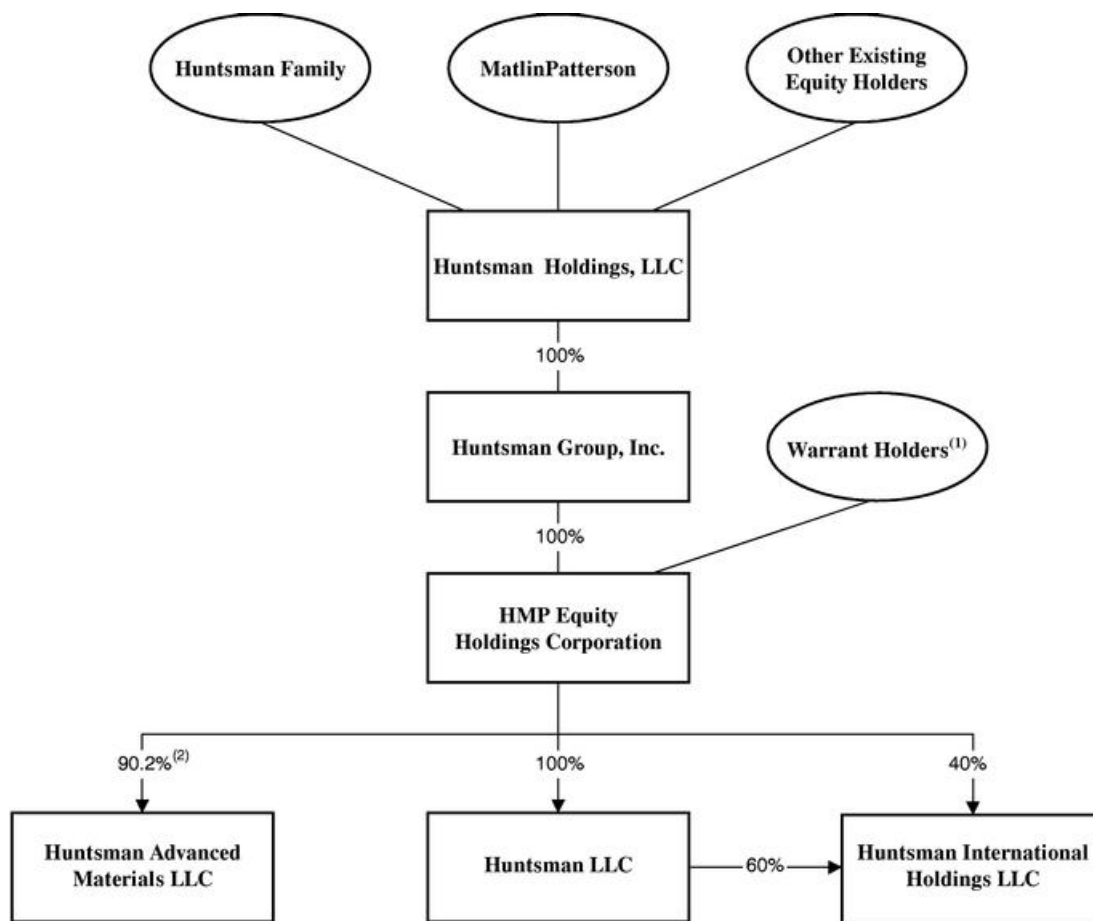 Huntsman Family
MatlinPatterson
Other Existing
Equity Holders
Huntsman Holdings, LLC
100%
Huntsman Group, Inc.
Warrant Holders(1)
100%
HMP Equity
Holdings Corporation
90.2%(2)
100%
40%
Huntsman Advanced
Materials LLC
Huntsman LLC
60%
Huntsman International
Holdings LLC